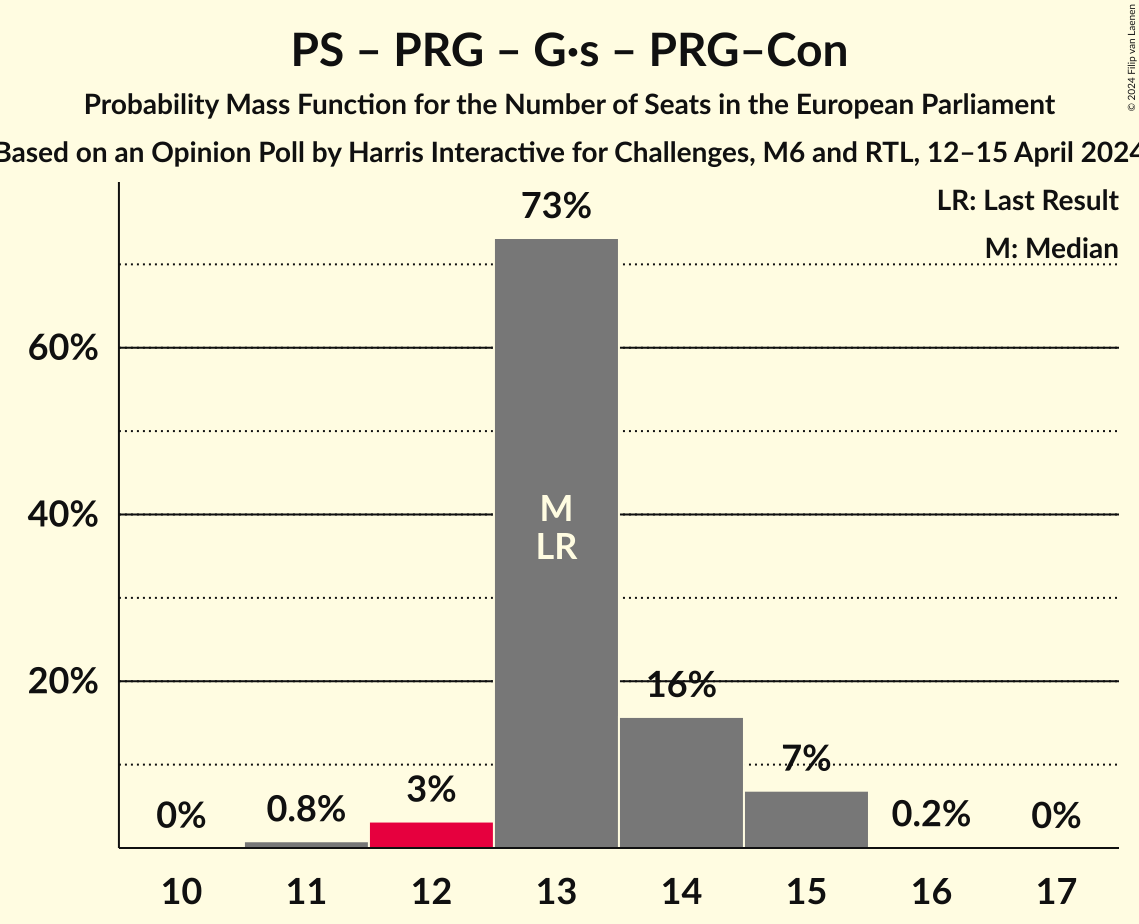 PS – PRG – G·s – PRG–Con
Probability Mass Function for the Number of Seats in the European Parliament
Based on an Opinion Poll by Harris Interactive for Challenges, M6 and RTL, 12–15 April 2024
© 2024 Filip van Laenen
LR: Last Result
M: Median
73%
60%
40%
20%
M
LR
0%
0.8%
3%
16%
7%
0.2%
0%
10 11 12 13 14 15 16 17